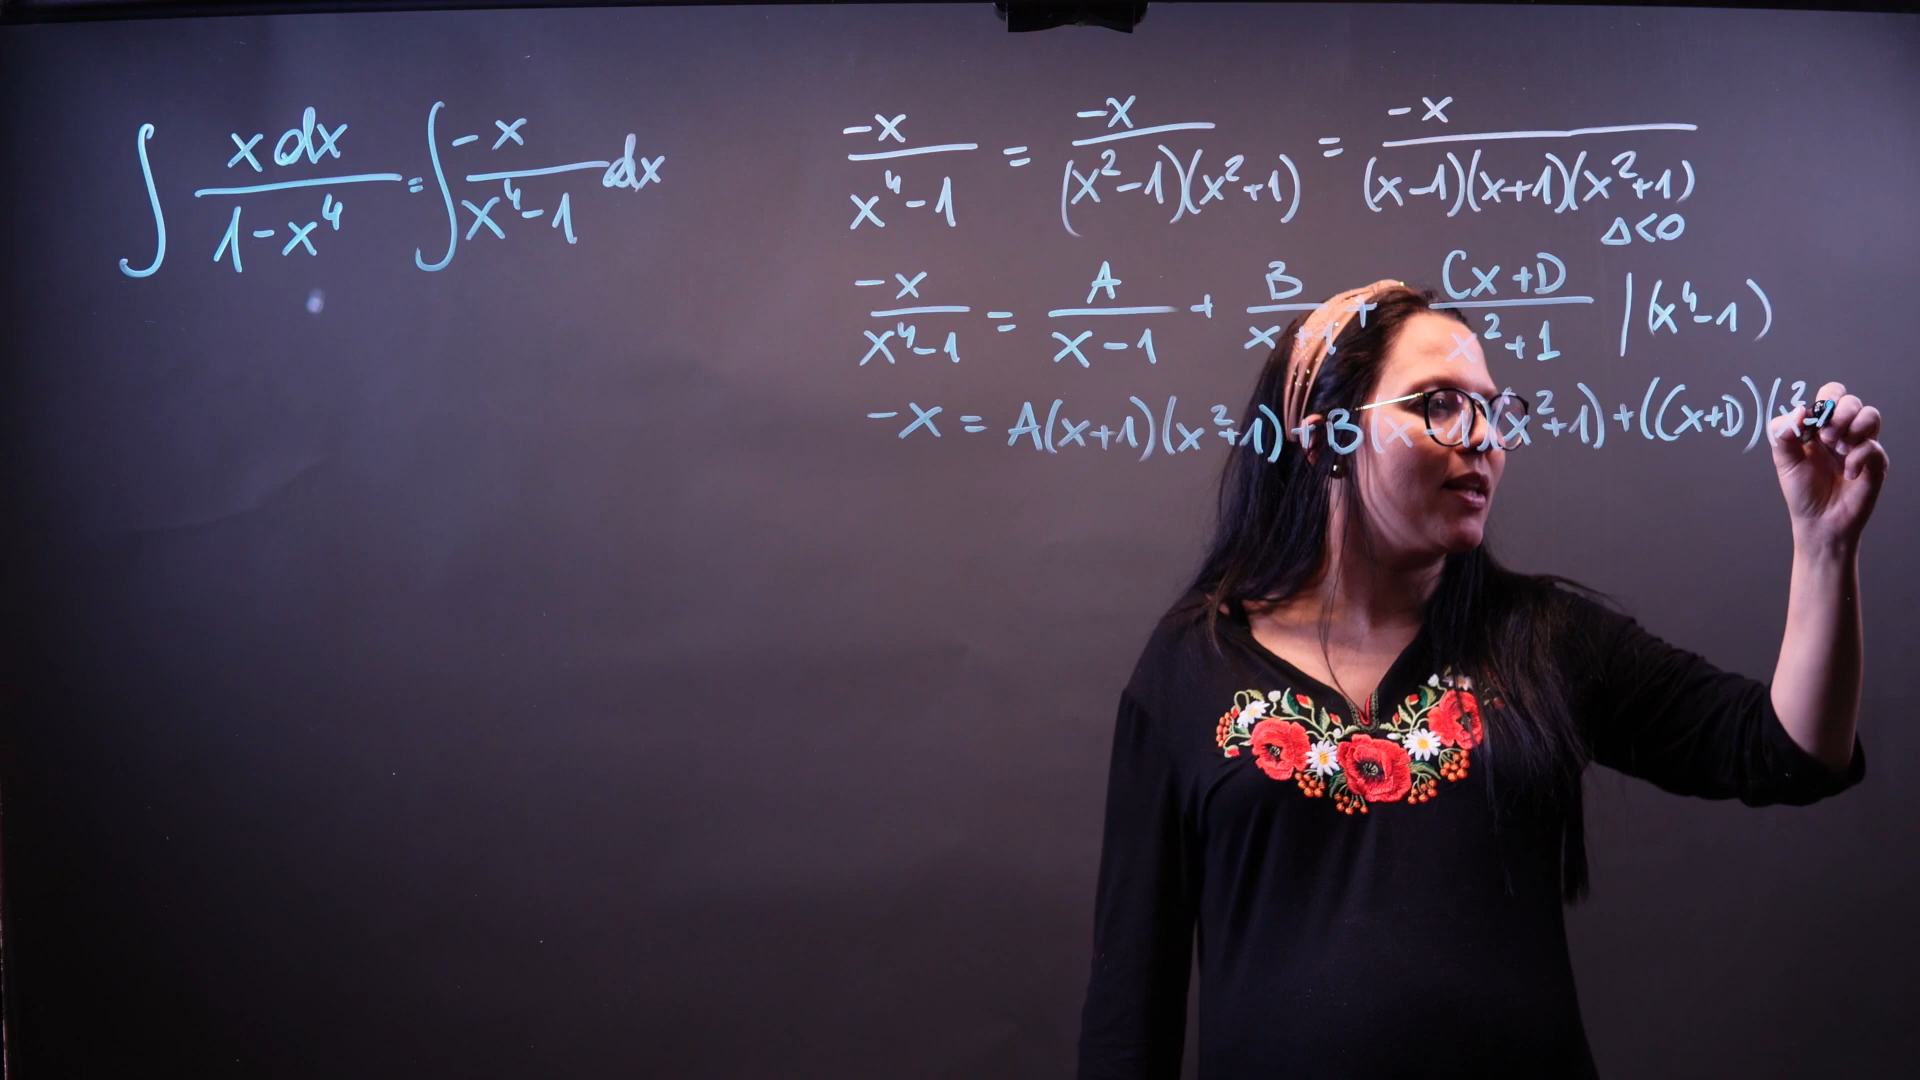 ∫ x dx / (1-x⁴) = ∫ -x / (x⁴-1) dx
-x / (x⁴-1) = -x / ((x²-1)(x²+1)) = -x / ((x-1)(x+1)(x²+1))
Δ<0
-x / (x⁴-1) = A / (x-1) + B / (x+1) + (Cx+D) / (x²+1) | (x⁴-1)
-x = A(x+1)(x²+1) + B(x-1)(x²+1) + (Cx+D)(x²-1